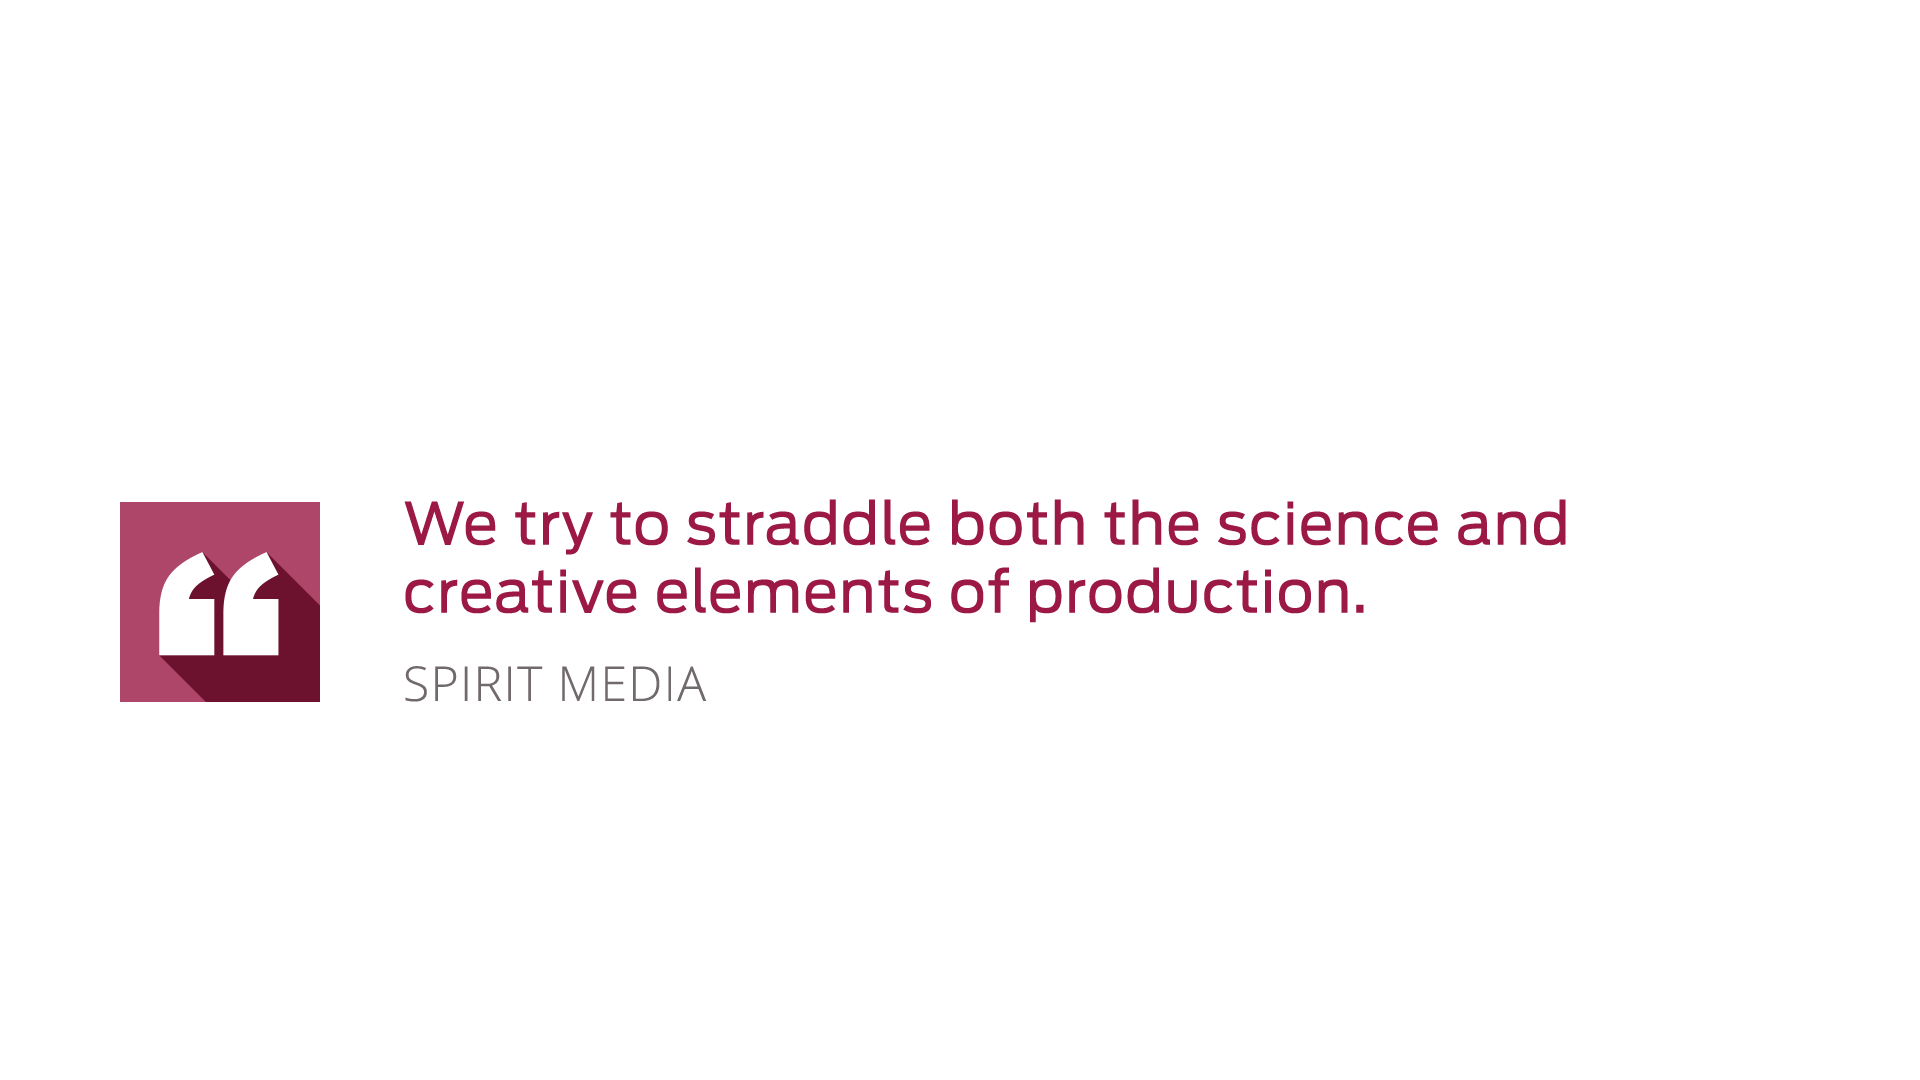 We try to straddle both the science and
creative elements of production.
SPIRIT MEDIA